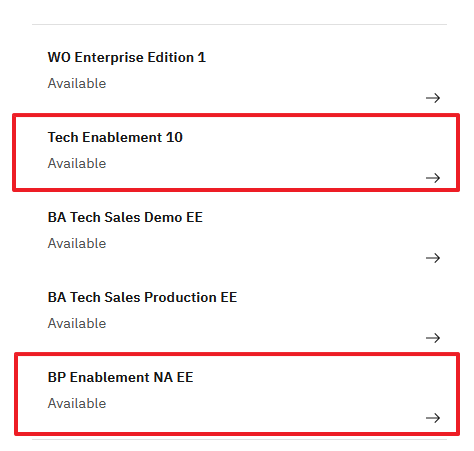 WO Enterprise Edition 1
Available
Tech Enablement 10
Available
BA Tech Sales Demo EE
Available
BA Tech Sales Production EE
Available
BP Enablement NA EE
Available